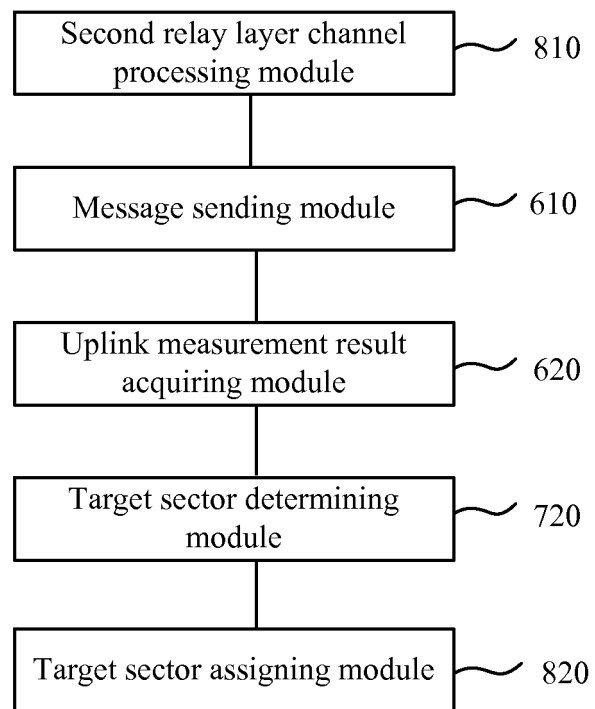 Second relay layer channel
processing module
810
Message sending module
610
Uplink measurement result
acquiring module
620
Target sector determining
module
720
Target sector assigning module
820